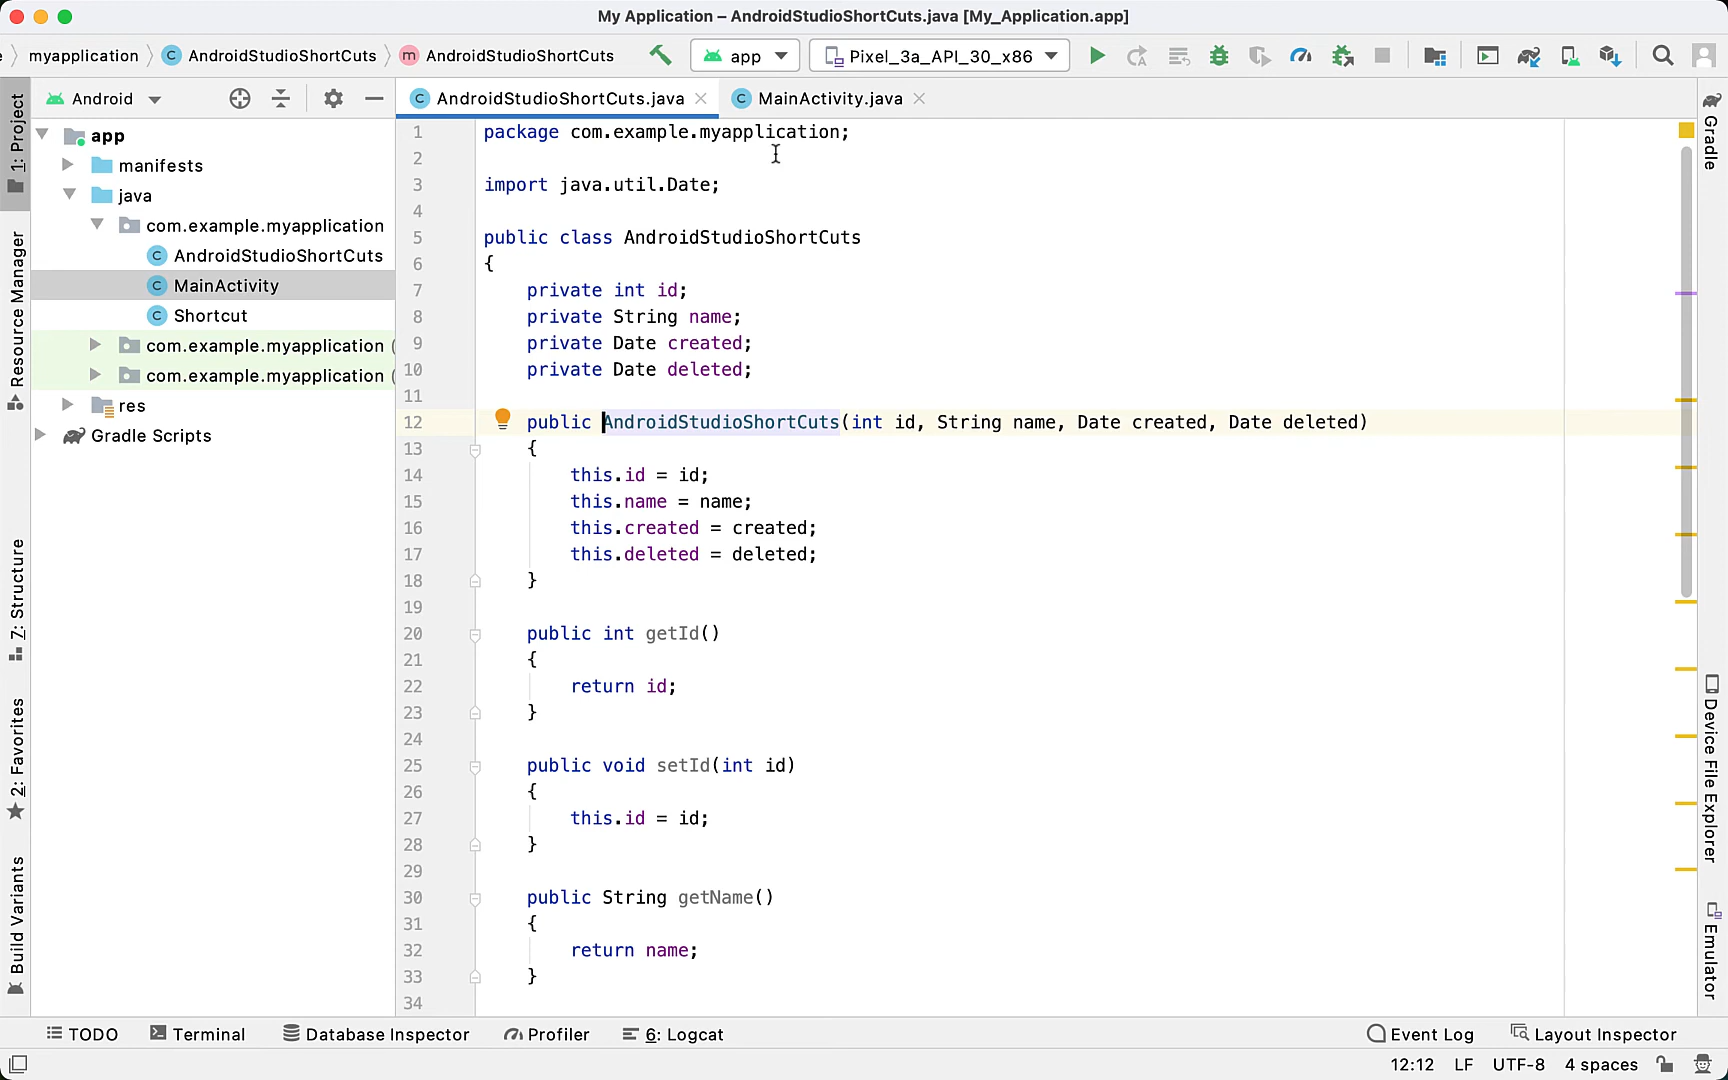 My Application – AndroidStudioShortCuts.java [My_Application.app]
myapplication AndroidStudioShortCuts AndroidStudioShortCuts app Pixel_3a_API_30_x86
1: Project
Resource Manager
7: Structure
2: Favorites
Build Variants
Android
app
manifests
java
com.example.myapplication
AndroidStudioShortCuts
MainActivity
Shortcut
com.example.myapplication (
com.example.myapplication (
res
Gradle Scripts
AndroidStudioShortCuts.java MainActivity.java
1 package com.example.myapplication;
2
3 import java.util.Date;
4
5 public class AndroidStudioShortCuts
6 {
7 private int id;
8 private String name;
9 private Date created;
10 private Date deleted;
11
12 public AndroidStudioShortCuts(int id, String name, Date created, Date deleted)
13 {
14 this.id = id;
15 this.name = name;
16 this.created = created;
17 this.deleted = deleted;
18 }
19
20 public int getId()
21 {
22 return id;
23 }
24
25 public void setId(int id)
26 {
27 this.id = id;
28 }
29
30 public String getName()
31 {
32 return name;
33 }
34
Gradle
Device File Explorer
Emulator
TODO Terminal Database Inspector Profiler 6: Logcat Event Log Layout Inspector
12:12 LF UTF-8 4 spaces